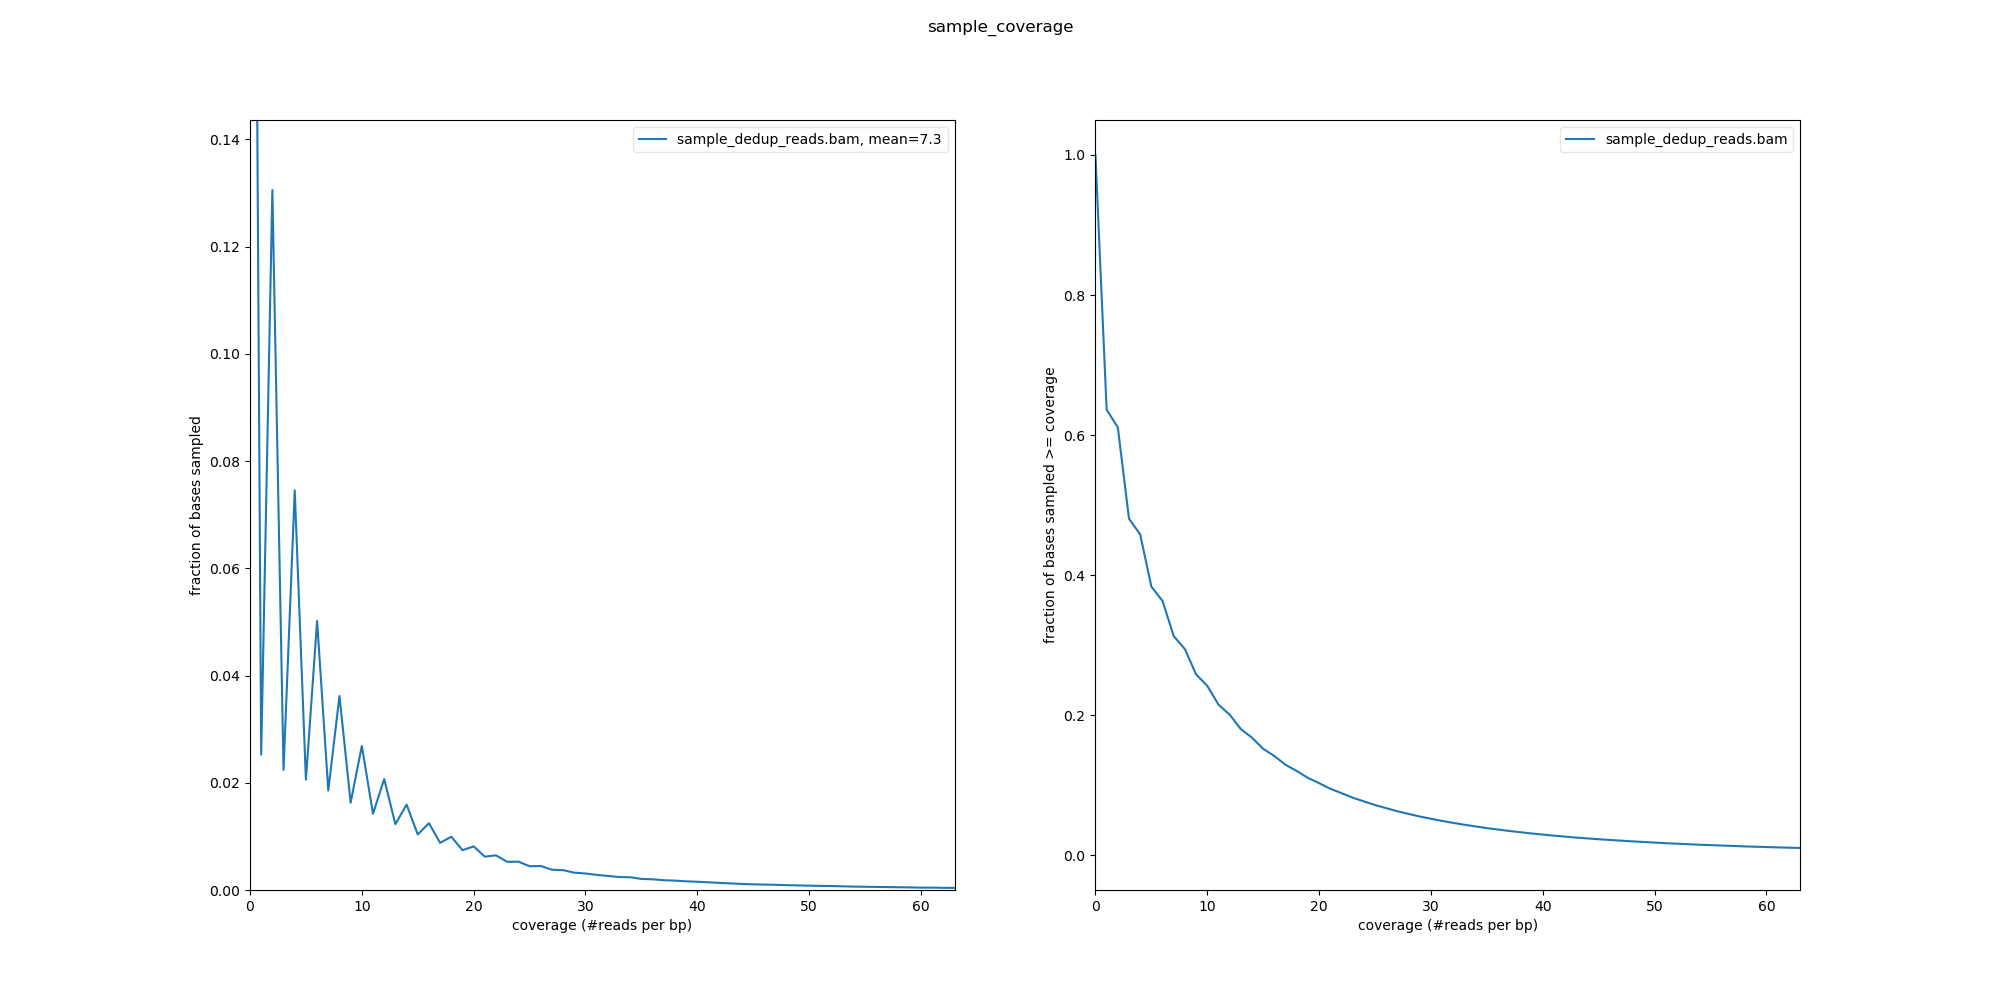 sample_coverage
sample_dedup_reads.bam, mean=7.3
0.14
0.12
0.10
0.08
0.06
0.04
0.02
0.00
fraction of bases sampled
0 10 20 30 40 50 60
coverage (#reads per bp)
sample_dedup_reads.bam
1.0
0.8
0.6
0.4
0.2
0.0
fraction of bases sampled >= coverage
0 10 20 30 40 50 60
coverage (#reads per bp)